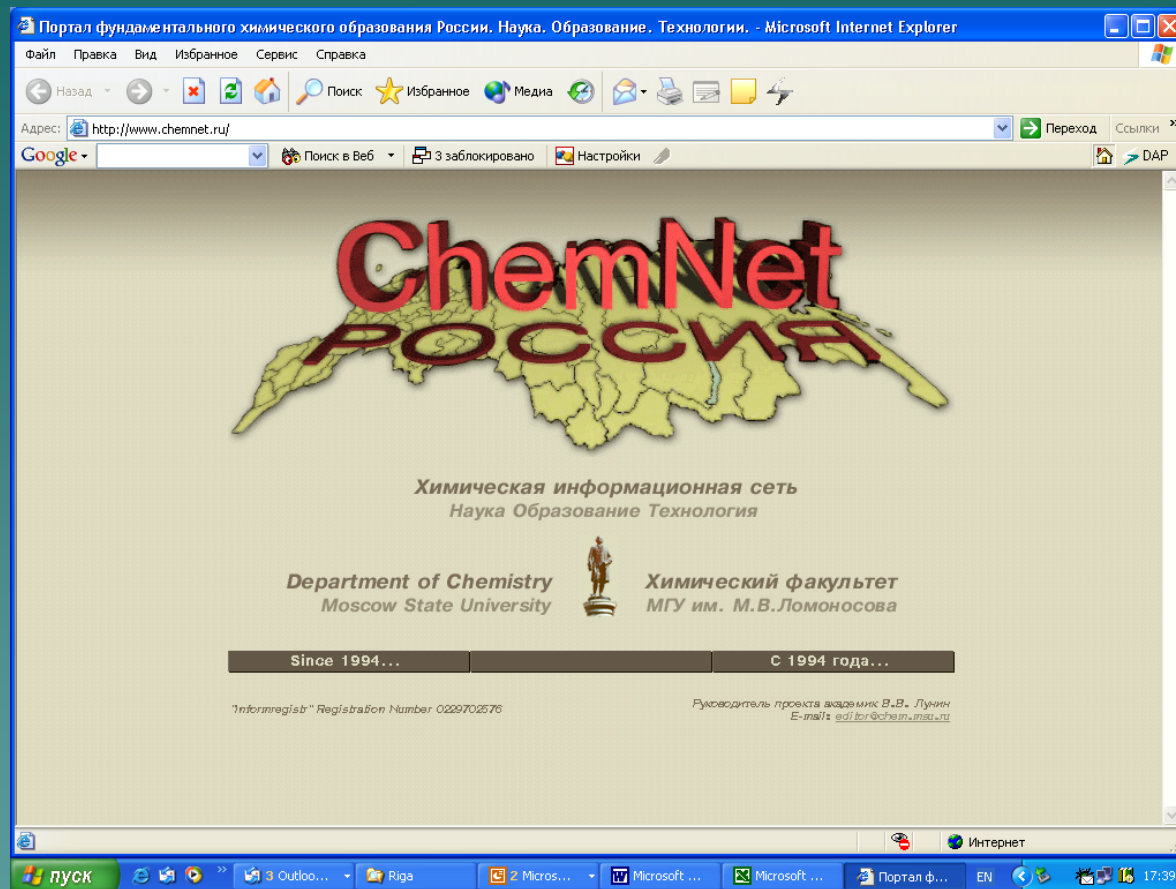 Портал фундаментального химического образования России. Наука. Образование. Технологии. - Microsoft Internet Explorer
Файл Правка Вид Избранное Сервис Справка
Назад Поиск Избранное Медиа
Адрес: http://www.chemnet.ru/ Переход Ссылки »
Google Поиск в Веб 3 заблокировано Настройки DAP
ChemNet
РОССИЯ
Химическая информационная сеть
Наука Образование Технология
Department of Chemistry Химический факультет
Moscow State University МГУ им. М.В.Ломоносова
Since 1994... С 1994 года...
"Informregistr" Registration Number 0229702576
Руководитель проекта академик В.В. Лунин
E-mail: editor@chem.msu.ru
Интернет
пуск » 3 Outloo... Riga 2 Micros... Microsoft ... Microsoft ... Портал ф... EN 17:39